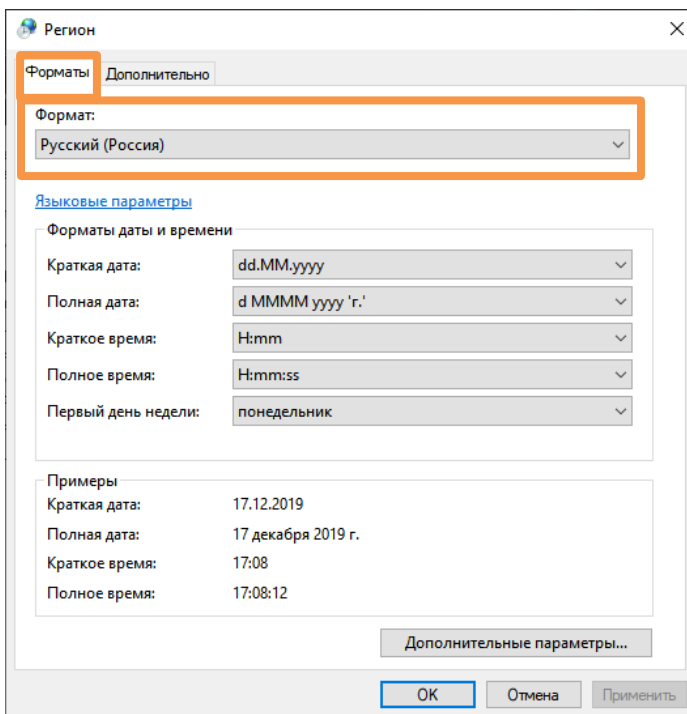 Регион
Форматы Дополнительно
Формат:
Русский (Россия)
Языковые параметры
Форматы даты и времени
Краткая дата: dd.MM.yyyy
Полная дата: d MMMM yyyy 'г.'
Краткое время: H:mm
Полное время: H:mm:ss
Первый день недели: понедельник
Примеры
Краткая дата: 17.12.2019
Полная дата: 17 декабря 2019 г.
Краткое время: 17:08
Полное время: 17:08:12
Дополнительные параметры...
OK Отмена Применить